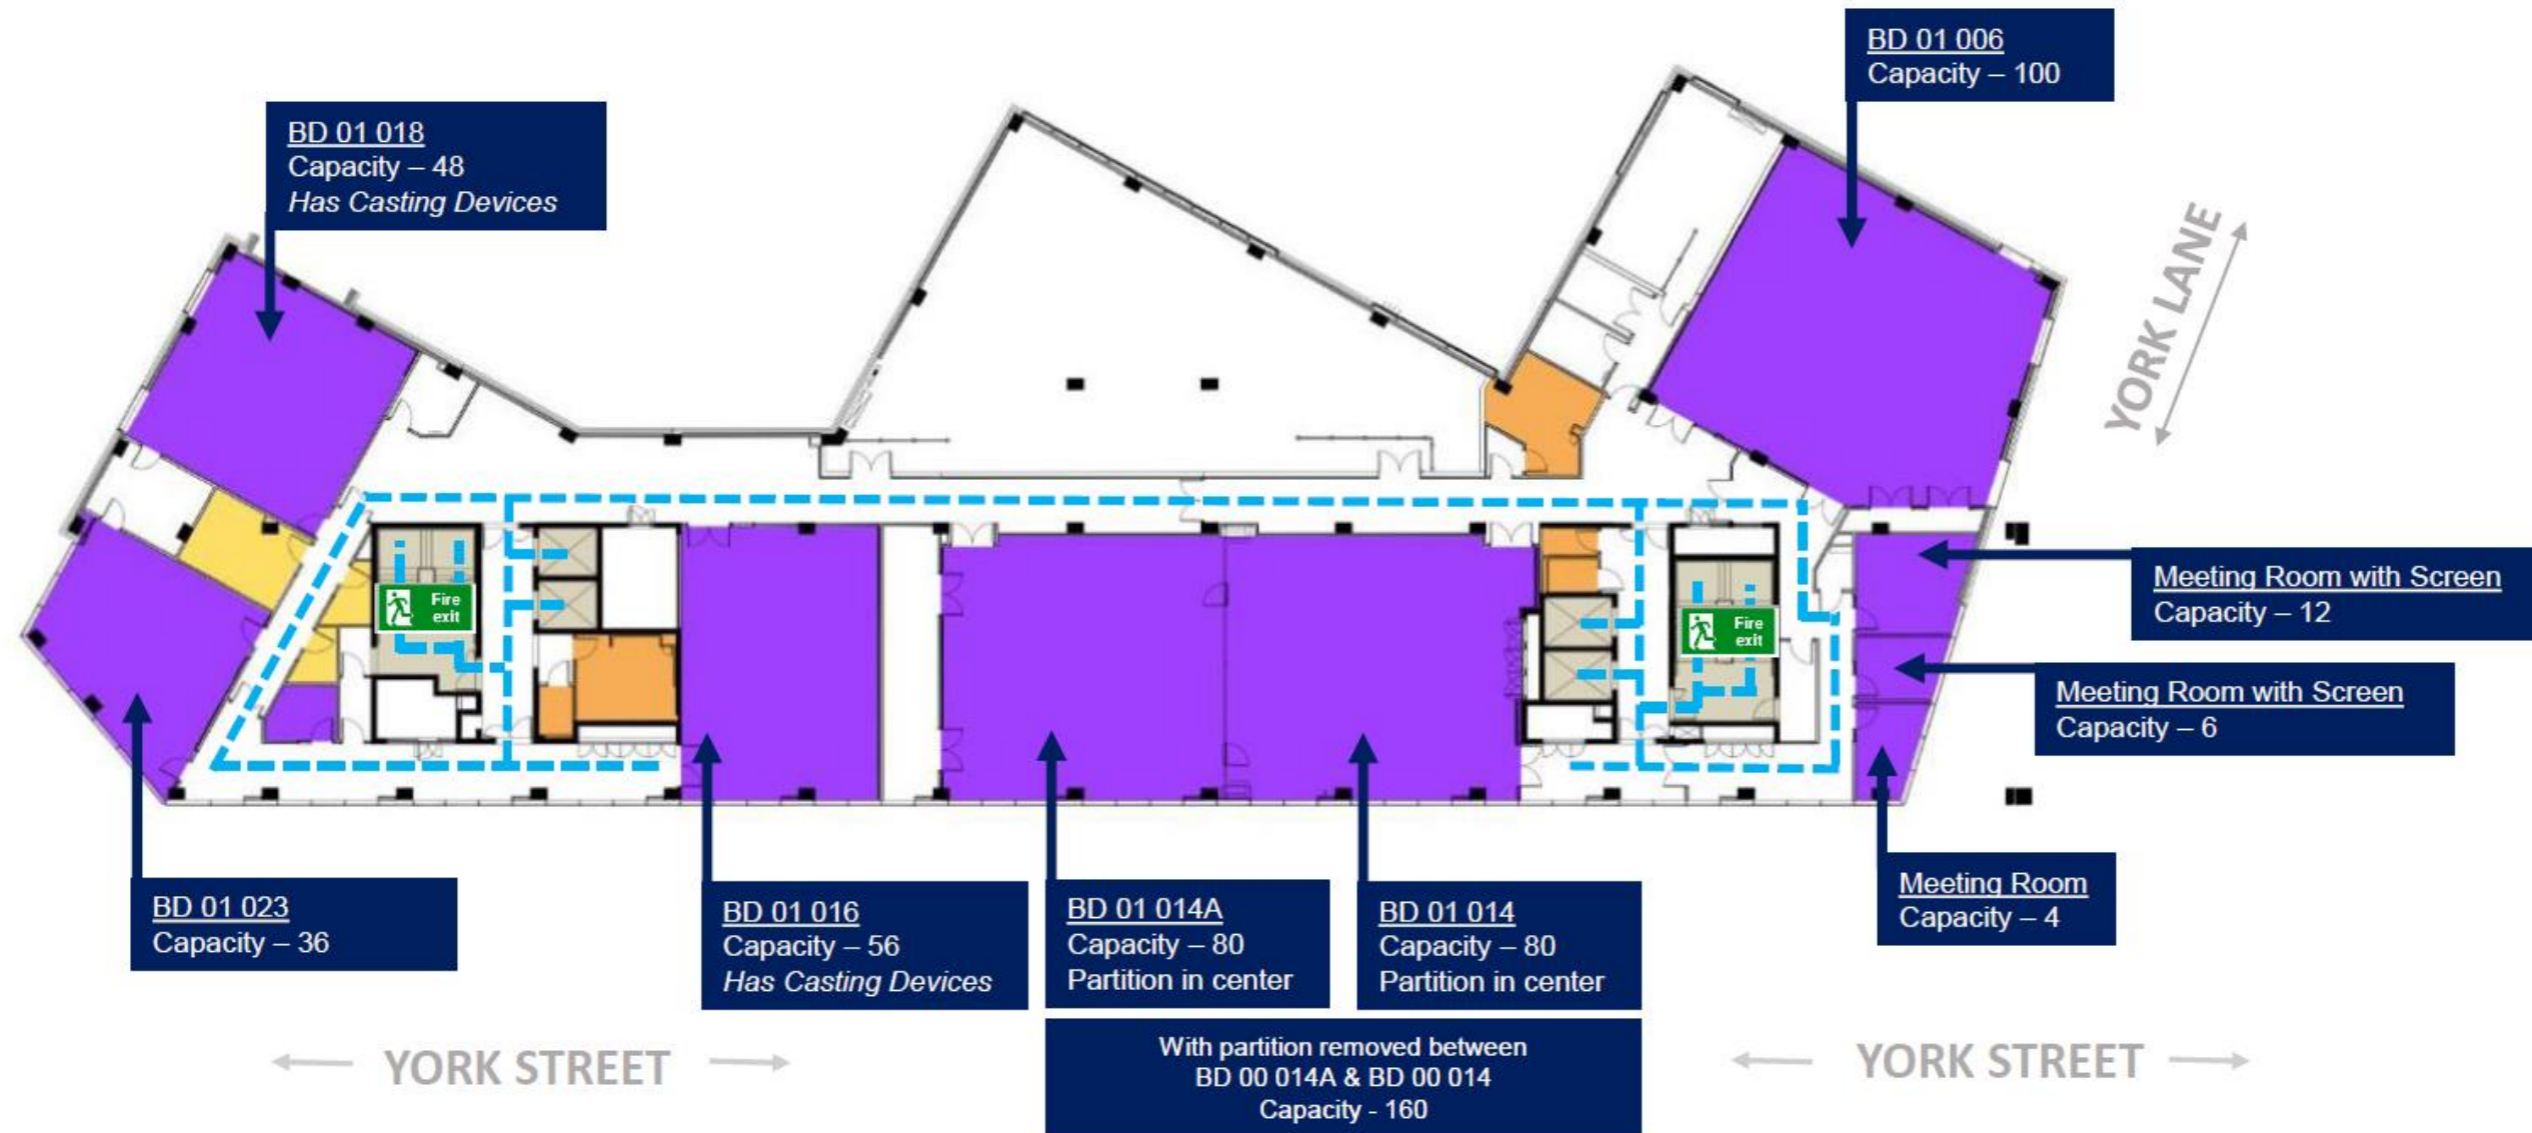 BD 01 006
Capacity – 100
BD 01 018
Capacity – 48
Has Casting Devices
YORK LANE
Fire
exit
Fire
exit
Meeting Room with Screen
Capacity – 12
Meeting Room with Screen
Capacity – 6
Meeting Room
Capacity – 4
BD 01 023
Capacity – 36
BD 01 016
Capacity – 56
Has Casting Devices
BD 01 014A
Capacity – 80
Partition in center
BD 01 014
Capacity – 80
Partition in center
With partition removed between
BD 00 014A & BD 00 014
Capacity - 160
YORK STREET
YORK STREET